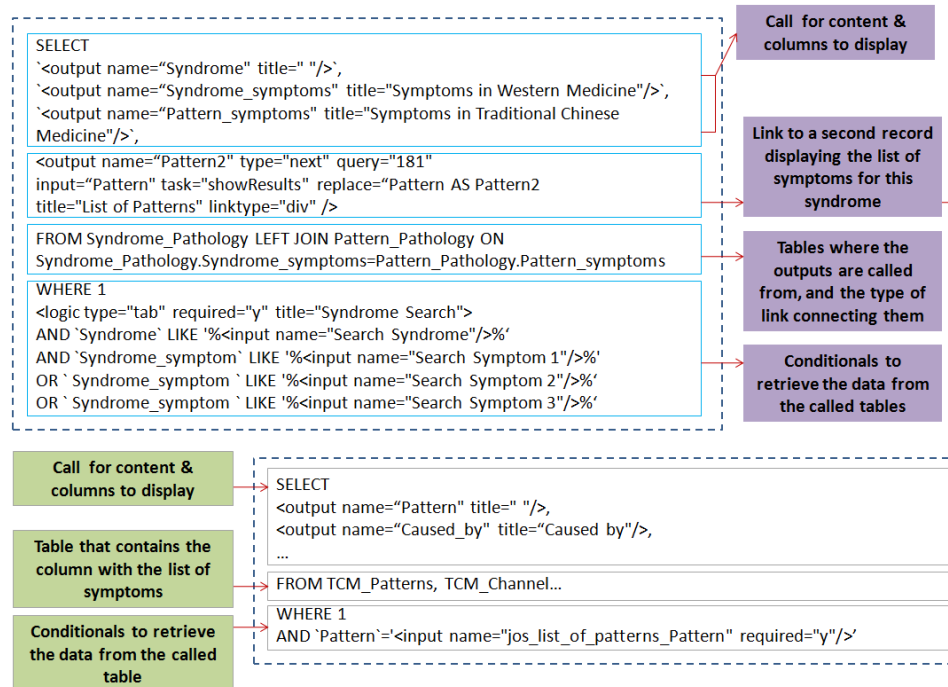 SELECT
`<output name=“Syndrome" title=" "/>`,
`<output name=“Syndrome_symptoms" title="Symptoms in Western Medicine"/>`,
`<output name=“Pattern_symptoms" title="Symptoms in Traditional Chinese
Medicine"/>`,
Call for content &
columns to display
<output name=“Pattern2" type="next" query="181"
input=“Pattern" task="showResults" replace=“Pattern AS Pattern2
title="List of Patterns" linktype="div" />
Link to a second record
displaying the list of
symptoms for this
syndrome
FROM Syndrome_Pathology LEFT JOIN Pattern_Pathology ON
Syndrome_Pathology.Syndrome_symptoms=Pattern_Pathology.Pattern_symptoms
Tables where the
outputs are called
from, and the type of
link connecting them
WHERE 1
<logic type="tab" required="y" title="Syndrome Search">
AND `Syndrome` LIKE '%<input name="Search Syndrome"/>%‘
AND `Syndrome_symptom` LIKE '%<input name="Search Symptom 1"/>%'
OR ` Syndrome_symptom ` LIKE '%<input name="Search Symptom 2"/>%‘
OR ` Syndrome_symptom ` LIKE '%<input name="Search Symptom 3"/>%‘
Conditionals to
retrieve the data from
the called tables
Call for content &
columns to display
SELECT
<output name=“Pattern" title=" "/>,
<output name=“Caused_by" title=“Caused by"/>,
...
Table that contains the
column with the list of
symptoms
FROM TCM_Patterns, TCM_Channel...
Conditionals to retrieve
the data from the called
table
WHERE 1
AND `Pattern`='<input name="jos_list_of_patterns_Pattern" required="y"/>’